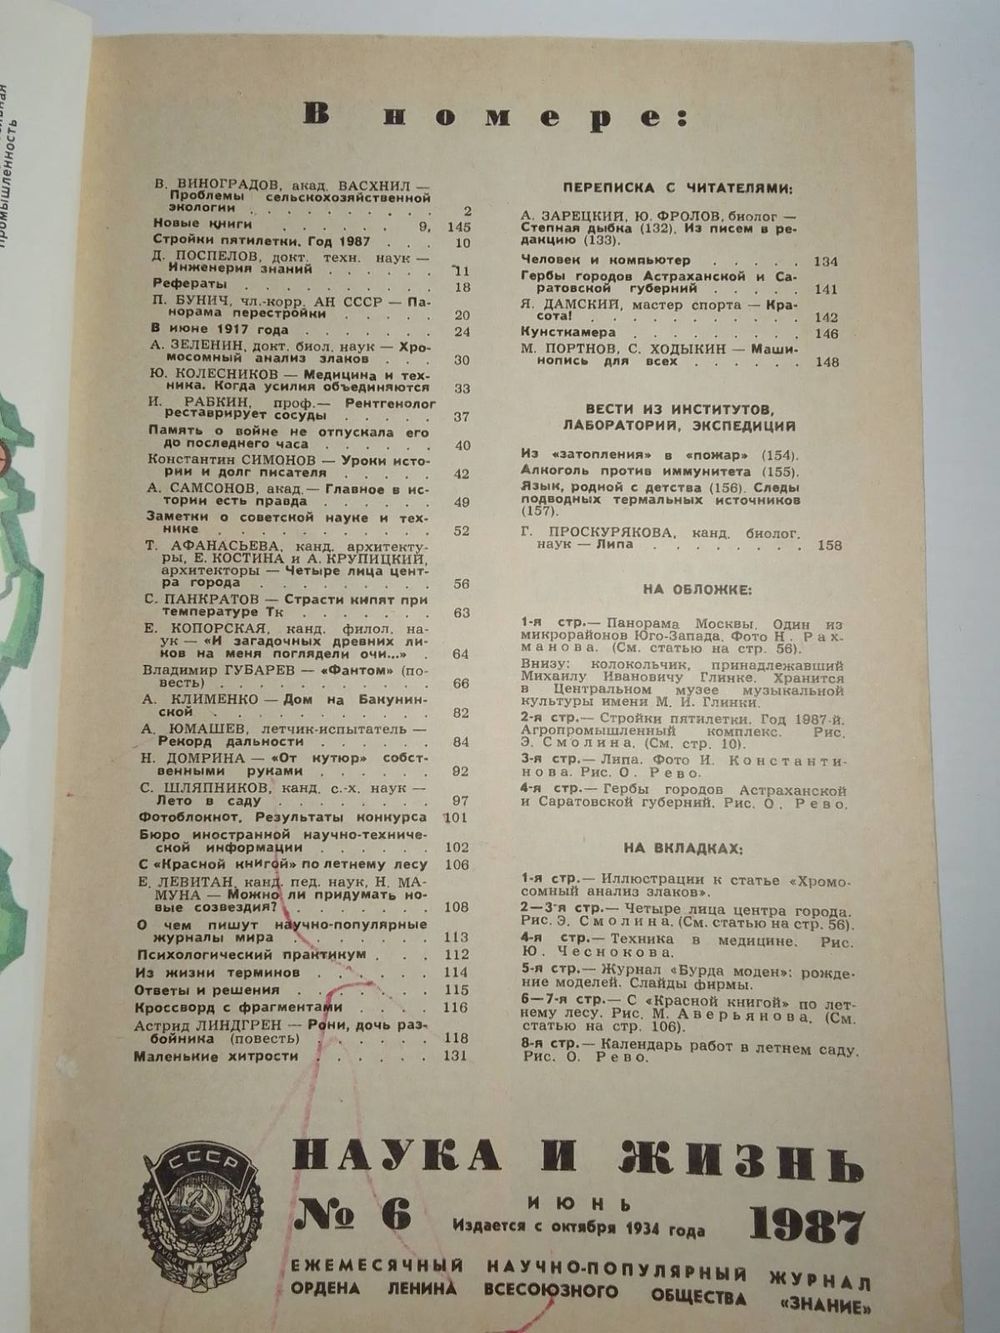 промышленность
В номере:
В. ВИНОГРАДОВ, акад. ВАСХНИЛ —
Проблемы сельскохозяйственной
экологии . . . . . . . . . . 2
Новые книги . . . . . . 9, 145
Стройки пятилетки. Год 1987 . . . 10
Д. ПОСПЕЛОВ, докт. техн. наук —
Инженерия знаний . . . . . . 11
Рефераты . . . . . . . . . . 18
П. БУНИЧ, чл.-корр. АН СССР — Па-
норама перестройки . . . . . 20
В июне 1917 года . . . . . . . 24
А. ЗЕЛЕНИН, докт. биол. наук — Хро-
мосомный анализ злаков . . . 30
Ю. КОЛЕСНИКОВ — Медицина и тех-
ника. Когда усилия объединяются 33
И. РАБКИН, проф.— Рентгенолог
реставрирует сосуды . . . . . 37
Память о войне не отпускала его
до последнего часа . . . . . 40
Константин СИМОНОВ — Уроки исто-
рии и долг писателя . . . . . 42
А. САМСОНОВ, акад.— Главное в ис-
тории есть правда . . . . . . 49
Заметки о советской науке и тех-
нике . . . . . . . . . . . 52
Т. АФАНАСЬЕВА, канд. архитекту-
ры, Е. КОСТИНА и А. КРУПИЦКИЙ,
архитекторы — Четыре лица цент-
ра города . . . . . . . . . 56
С. ПАНКРАТОВ — Страсти кипят при
температуре Тк . . . . . . . 63
Е. КОПОРСКАЯ, канд. филол. на-
ук — «И загадочных древних ли-
ков на меня поглядели очи...» . 64
Владимир ГУБАРЕВ — «Фантом» (по-
весть) . . . . . . . . . . . 66
А. КЛИМЕНКО — Дом на Бакунин-
ской . . . . . . . . . . . . 82
А. ЮМАШЕВ, летчик-испытатель —
Рекорд дальности . . . . . . 84
Н. ДОМРИНА — «От кутюр» собст-
венными руками . . . . . . . 92
С. ШЛЯПНИКОВ, канд. с.-х. наук —
Лето в саду . . . . . . . . . 97
Фотоблокнот. Результаты конкурса 101
Бюро иностранной научно-техниче-
ской информации . . . . . . 102
С «Красной книгой» по летнему лесу 106
Е. ЛЕВИТАН, канд. пед. наук, Н. МА-
МУНА — Можно ли придумать но-
вые созвездия? . . . . . . . . 108
О чем пишут научно-популярные
журналы мира . . . . . . . . 113
Психологический практикум . . . 112
Из жизни терминов . . . . . . 114
Ответы и решения . . . . . . . 115
Кроссворд с фрагментами . . . . 116
Астрид ЛИНДГРЕН — Рони, дочь раз-
бойника (повесть) . . . . . . 118
Маленькие хитрости . . . . . . 131
ПЕРЕПИСКА С ЧИТАТЕЛЯМИ:
А. ЗАРЕЦКИЙ, Ю. ФРОЛОВ, биолог —
Степная дыбка (132). Из писем в ре-
дакцию (133).
Человек и компьютер . . . . . 134
Гербы городов Астраханской и Са-
ратовской губерний . . . . . 141
Я. ДАМСКИЙ, мастер спорта — Кра-
сота! . . . . . . . . . . . 142
Кунсткамера . . . . . . . . . 146
М. ПОРТНОВ, С. ХОДЫКИН — Маши-
нопись для всех . . . . . . 148
ВЕСТИ ИЗ ИНСТИТУТОВ,
ЛАБОРАТОРИЙ, ЭКСПЕДИЦИЙ
Из «затопления» в «пожар» (154).
Алкоголь против иммунитета (155).
Язык, родной с детства (156). Следы
подводных термальных источников
(157).
Г. ПРОСКУРЯКОВА, канд. биолог.
наук — Липа . . . . . . . . 158
НА ОБЛОЖКЕ:
1-я стр.— Панорама Москвы. Один из
микрорайонов Юго-Запада. Фото Н. Рах-
манова. (См. статью на стр. 56).
Внизу: колокольчик, принадлежавший
Михаилу Ивановичу Глинке. Хранится
в Центральном музее музыкальной
культуры имени М. И. Глинки.
2-я стр.— Стройки пятилетки. Год 1987-й.
Агропромышленный комплекс. Рис.
Э. Смолина. (См. стр. 10).
3-я стр.— Липа. Фото И. Константи-
нова. Рис. О. Рево.
4-я стр.— Гербы городов Астраханской
и Саратовской губерний. Рис. О. Рево.
НА ВКЛАДКАХ:
1-я стр.— Иллюстрации к статье «Хромо-
сомный анализ злаков».
2—3-я стр.— Четыре лица центра города.
Рис. Э. Смолина. (См. статью на стр. 56).
4-я стр.— Техника в медицине. Рис.
Ю. Чеснокова.
5-я стр.— Журнал «Бурда моден»: рожде-
ние моделей. Слайды фирмы.
6—7-я стр.— С «Красной книгой» по лет-
нему лесу. Рис. М. Аверьянова. (См.
статью на стр. 106).
8-я стр.— Календарь работ в летнем саду.
Рис. О. Рево.
СССР
НАУКА И ЖИЗНЬ
№ 6 ИЮНЬ 1987
Издается с октября 1934 года
ЕЖЕМЕСЯЧНЫЙ НАУЧНО-ПОПУЛЯРНЫЙ ЖУРНАЛ
ОРДЕНА ЛЕНИНА ВСЕСОЮЗНОГО ОБЩЕСТВА «ЗНАНИЕ»